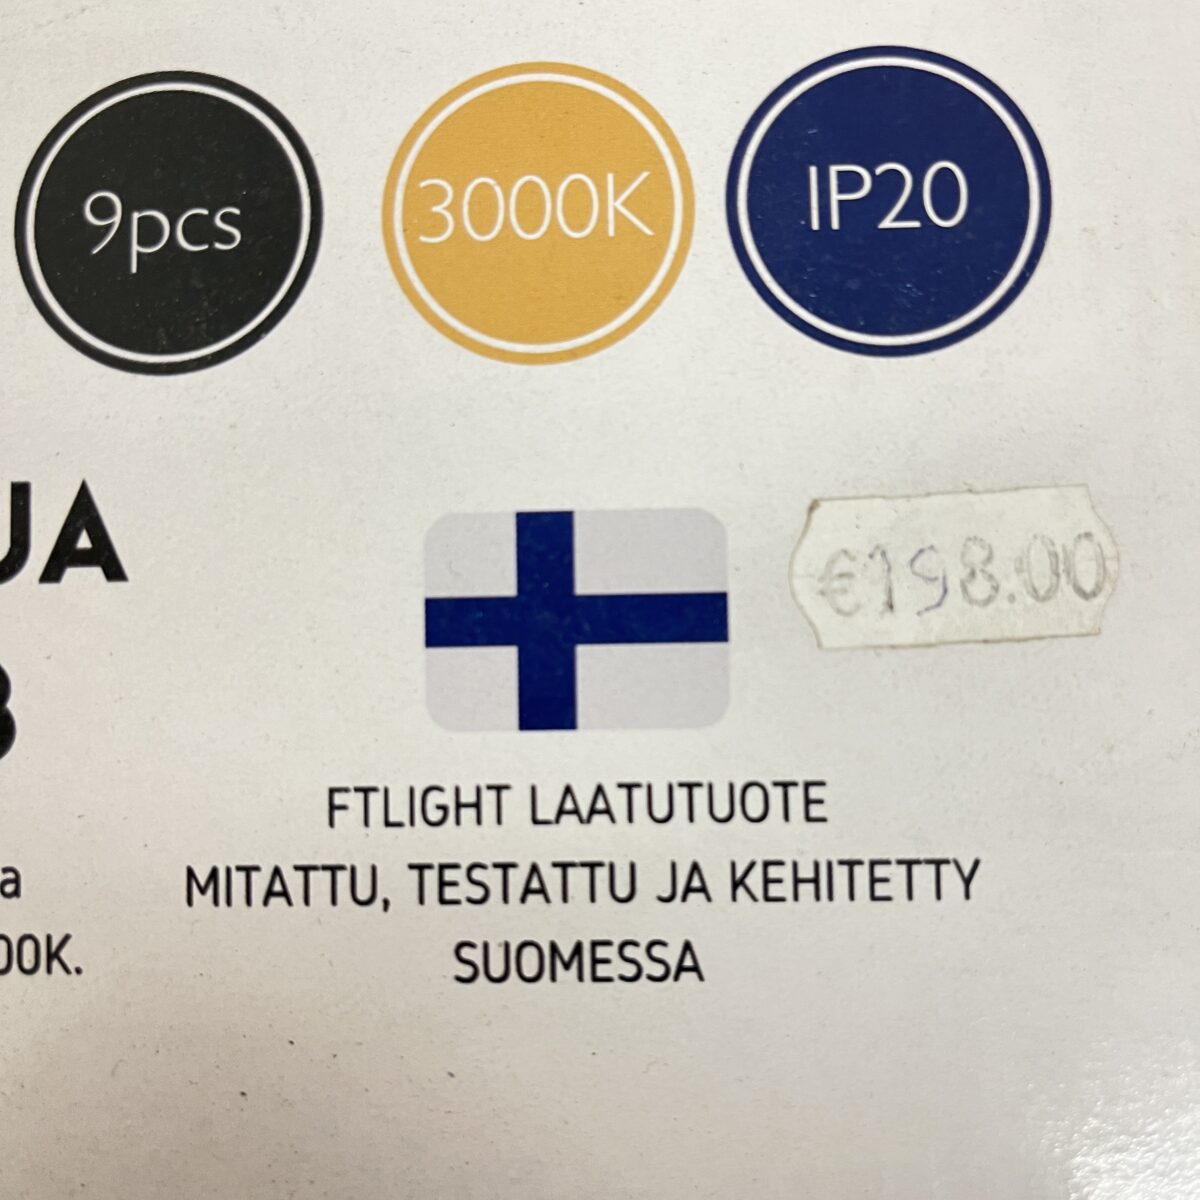 9pcs
3000K
IP20
€198.00
FTLIGHT LAATUTUOTE
MITATTU, TESTATTU JA KEHITETTY
SUOMESSA
UA
a
00K.